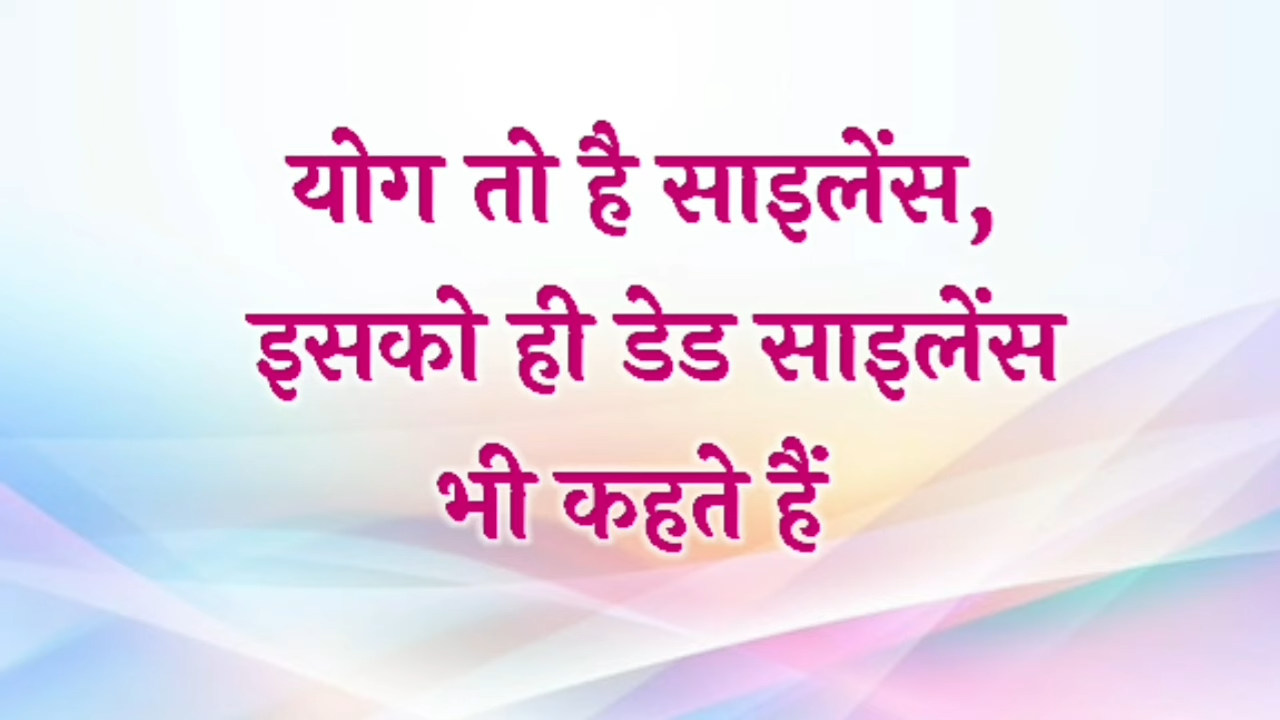 योग तो है साइलेंस,
इसको ही डेड साइलेंस
भी कहते हैं